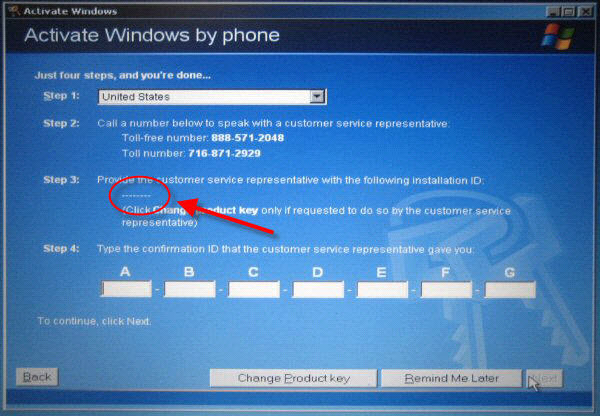 Activate Windows
Activate Windows by phone
Just four steps, and you're done...
Step 1: United States
Step 2: Call a number below to speak with a customer service representative:
Toll-free number: 888-571-2048
Toll number: 716-871-2929
Step 3: Provide the customer service representative with the following installation ID:
--------
(Click Change product key only if requested to do so by the customer service
representative)
Step 4: Type the confirmation ID that the customer service representative gave you:
A B C D E F G
- - - - - -
To continue, click Next.
Back Change Product key Remind Me Later Next